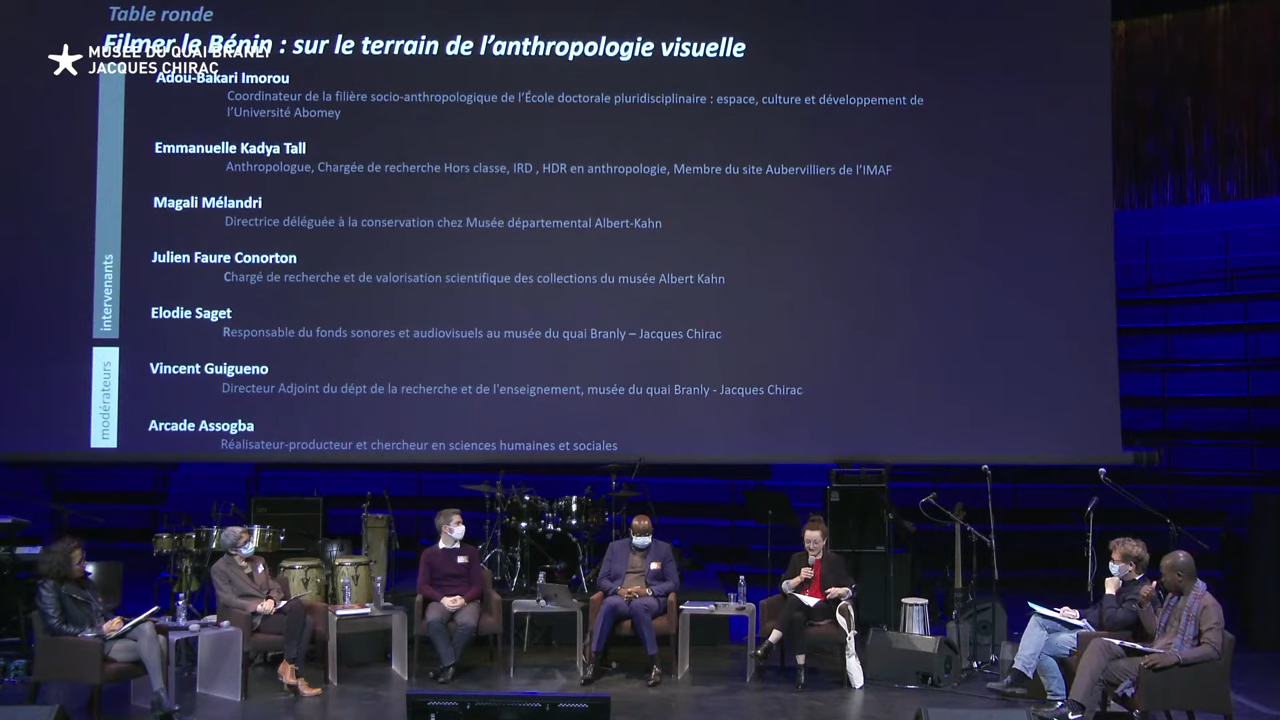 Table ronde
Filmer le Bénin : sur le terrain de l'anthropologie visuelle
MUSÉE DU QUAI BRANLY
JACQUES CHIRAC
Adou-Bakari Imorou
Coordinateur de la filière socio-anthropologique de l'École doctorale pluridisciplinaire : espace, culture et développement de
l'Université Abomey
Emmanuelle Kadya Tall
Anthropologue, Chargée de recherche Hors classe, IRD , HDR en anthropologie, Membre du site Aubervilliers de l'IMAF
Magali Mélandri
Directrice déléguée à la conservation chez Musée départemental Albert-Kahn
Julien Faure Conorton
Chargé de recherche et de valorisation scientifique des collections du musée Albert Kahn
Elodie Saget
Responsable du fonds sonores et audiovisuels au musée du quai Branly – Jacques Chirac
intervenants
Vincent Guigueno
Directeur Adjoint du dépt de la recherche et de l'enseignement, musée du quai Branly - Jacques Chirac
Arcade Assogba
Réalisateur-producteur et chercheur en sciences humaines et sociales
modérateurs